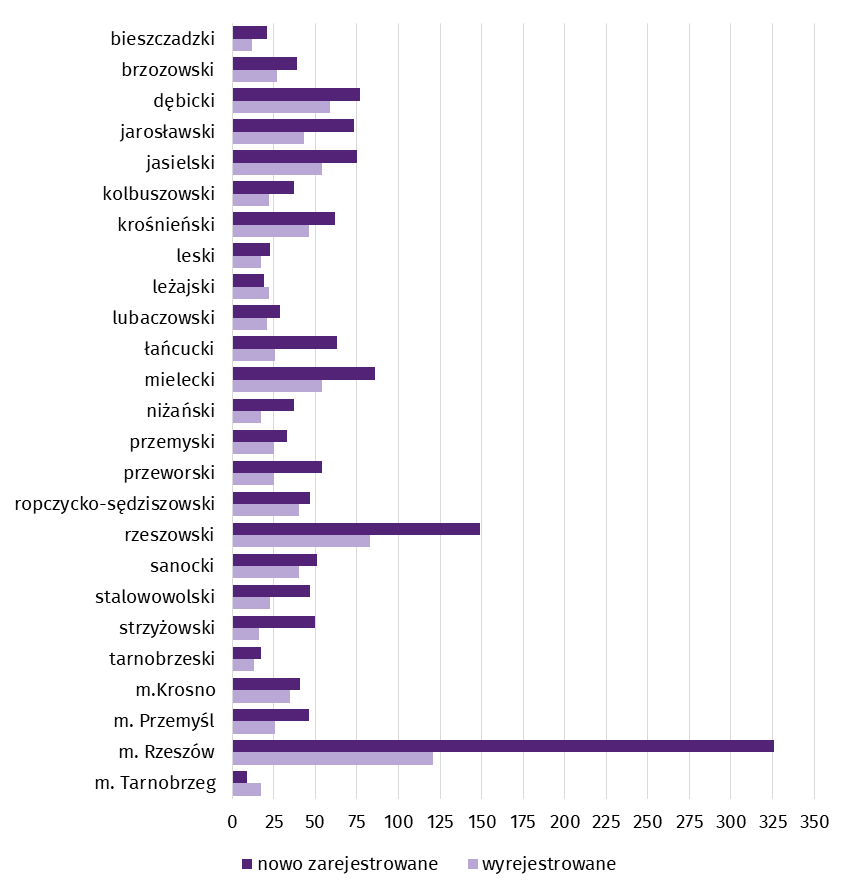 bieszczadzki
brzozowski
dębicki
jarosławski
jasielski
kolbuszowski
krośnieński
leski
leżajski
lubaczowski
łańcucki
mielecki
niżański
przemyski
przeworski
ropczycko-sędziszowski
rzeszowski
sanocki
stalowowolski
strzyżowski
tarnobrzeski
m.Krosno
m. Przemyśl
m. Rzeszów
m. Tarnobrzeg
0 25 50 75 100 125 150 175 200 225 250 275 300 325 350
nowo zarejestrowane wyrejestrowane